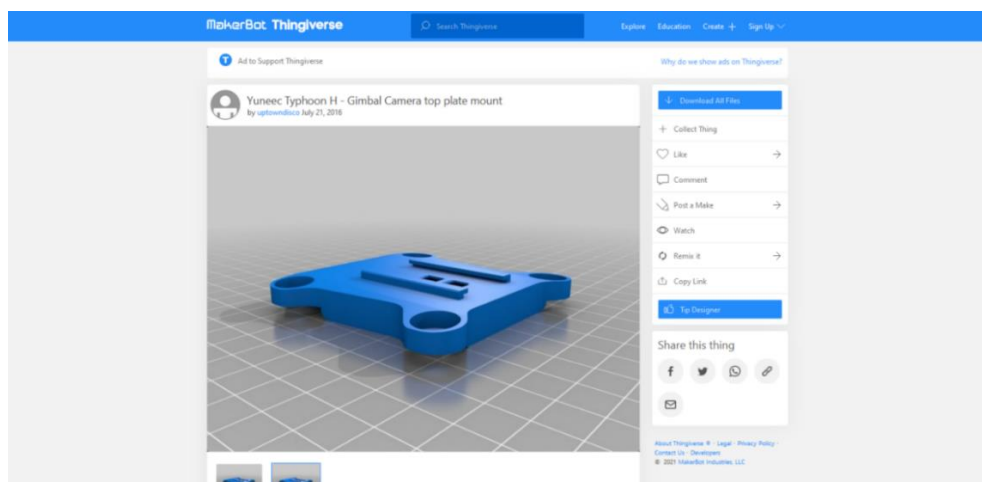 MakerBot Thingiverse
Search Thingiverse
Explore Education Create + Sign Up
T Ad to Support Thingiverse
Why do we show ads on Thingiverse?
Yuneec Typhoon H - Gimbal Camera top plate mount
by uptowndisco July 21, 2016
Download All Files
Collect Thing
Like
Comment
Post a Make
Watch
Remix it
Copy Link
Tip Designer
Share this thing
About Thingiverse ® · Legal · Privacy Policy ·
Contact Us · Developers
© 2021 MakerBot Industries, LLC